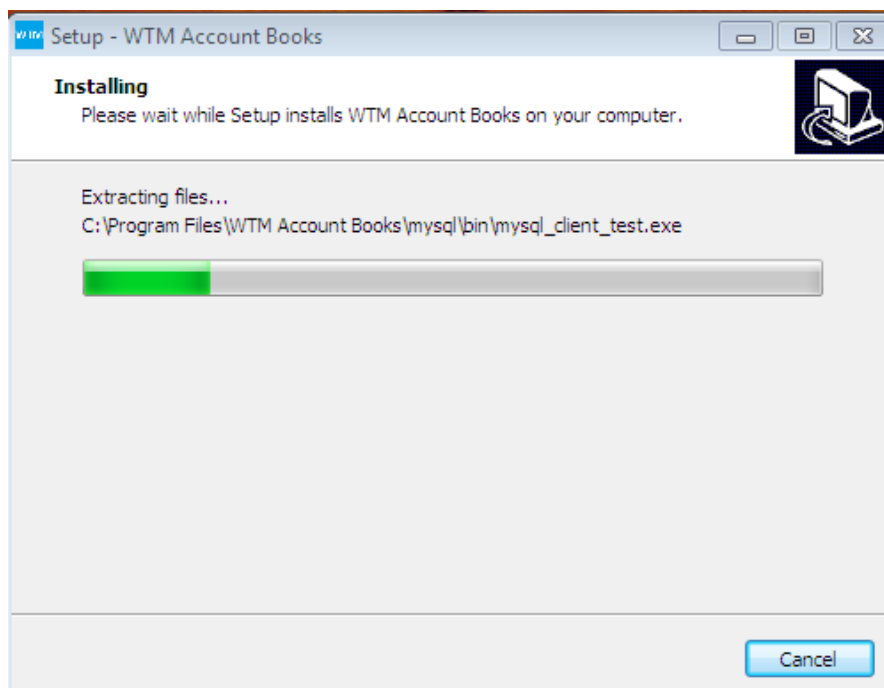 Setup - WTM Account Books
Installing
Please wait while Setup installs WTM Account Books on your computer.
Extracting files...
C:\Program Files\WTM Account Books\mysql\bin\mysql_client_test.exe
Cancel